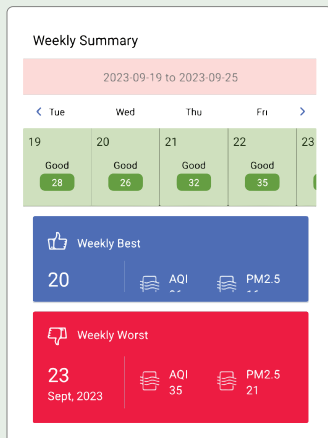 Weekly Summary
2023-09-19 to 2023-09-25
Tue Wed Thu Fri
19 20 21 22 23
Good Good Good Good
28 26 32 35
Weekly Best
20 AQI PM2.5
Weekly Worst
23 AQI PM2.5
Sept, 2023 35 21